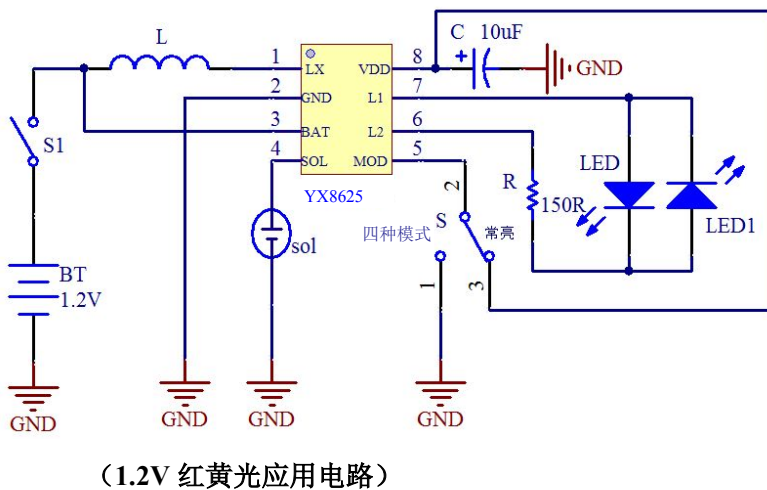 L
C 10uF
GND
1 LX VDD 8
2 GND L1 7
3 BAT L2 6
4 SOL MOD 5
YX8625
S1
BT
1.2V
sol
R
150R
LED
LED1
四种模式
S
常亮
2
1
3
GND
GND
GND
GND
（1.2V 红黄光应用电路）